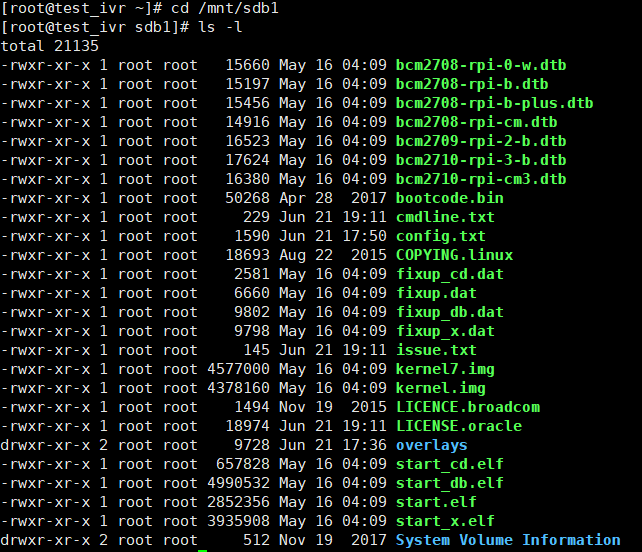 [root@test_ivr ~]# cd /mnt/sdb1
[root@test_ivr sdb1]# ls -l
total 21135
-rwxr-xr-x 1 root root   15660 May 16 04:09 bcm2708-rpi-0-w.dtb
-rwxr-xr-x 1 root root   15197 May 16 04:09 bcm2708-rpi-b.dtb
-rwxr-xr-x 1 root root   15456 May 16 04:09 bcm2708-rpi-b-plus.dtb
-rwxr-xr-x 1 root root   14916 May 16 04:09 bcm2708-rpi-cm.dtb
-rwxr-xr-x 1 root root   16523 May 16 04:09 bcm2709-rpi-2-b.dtb
-rwxr-xr-x 1 root root   17624 May 16 04:09 bcm2710-rpi-3-b.dtb
-rwxr-xr-x 1 root root   16380 May 16 04:09 bcm2710-rpi-cm3.dtb
-rwxr-xr-x 1 root root   50268 Apr 28  2017 bootcode.bin
-rwxr-xr-x 1 root root     229 Jun 21 19:11 cmdline.txt
-rwxr-xr-x 1 root root    1590 Jun 21 17:50 config.txt
-rwxr-xr-x 1 root root   18693 Aug 22  2015 COPYING.linux
-rwxr-xr-x 1 root root    2581 May 16 04:09 fixup_cd.dat
-rwxr-xr-x 1 root root    6660 May 16 04:09 fixup.dat
-rwxr-xr-x 1 root root    9802 May 16 04:09 fixup_db.dat
-rwxr-xr-x 1 root root    9798 May 16 04:09 fixup_x.dat
-rwxr-xr-x 1 root root     145 Jun 21 19:11 issue.txt
-rwxr-xr-x 1 root root 4577000 May 16 04:09 kernel7.img
-rwxr-xr-x 1 root root 4378160 May 16 04:09 kernel.img
-rwxr-xr-x 1 root root    1494 Nov 19  2015 LICENCE.broadcom
-rwxr-xr-x 1 root root   18974 Jun 21 19:11 LICENSE.oracle
drwxr-xr-x 2 root root    9728 Jun 21 17:36 overlays
-rwxr-xr-x 1 root root  657828 May 16 04:09 start_cd.elf
-rwxr-xr-x 1 root root 4990532 May 16 04:09 start_db.elf
-rwxr-xr-x 1 root root 2852356 May 16 04:09 start.elf
-rwxr-xr-x 1 root root 3935908 May 16 04:09 start_x.elf
drwxr-xr-x 2 root root     512 Nov 19  2017 System Volume Information